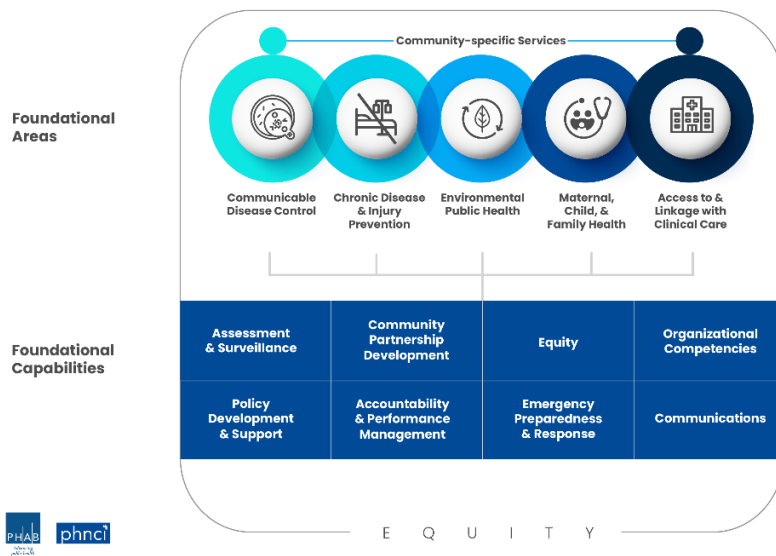 Community-specific Services
Foundational
Areas
Communicable
Disease Control
Chronic Disease
& Injury
Prevention
Environmental
Public Health
Maternal,
Child, &
Family Health
Access to &
Linkage with
Clinical Care
Foundational
Capabilities
Assessment
& Surveillance
Community
Partnership
Development
Equity
Organizational
Competencies
Policy
Development
& Support
Accountability
& Performance
Management
Emergency
Preparedness
& Response
Communications
PHAB
phnci
EQUITY